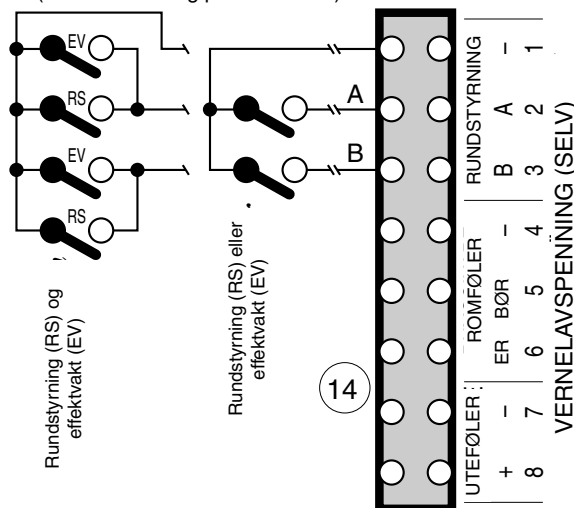 EV
RS
EV
RS
A
B
14
Rundstyrning (RS) og
effektvakt (EV)
Rundstyrning (RS) eller
effektvakt (EV)
RUNDSTYRNING
– 1
A 2
B 3
ROMFØLER
– 4
BØR 5
ER 6
UTEFØLER
– 7
+ 8
VERNELAVSPENNING (SELV)